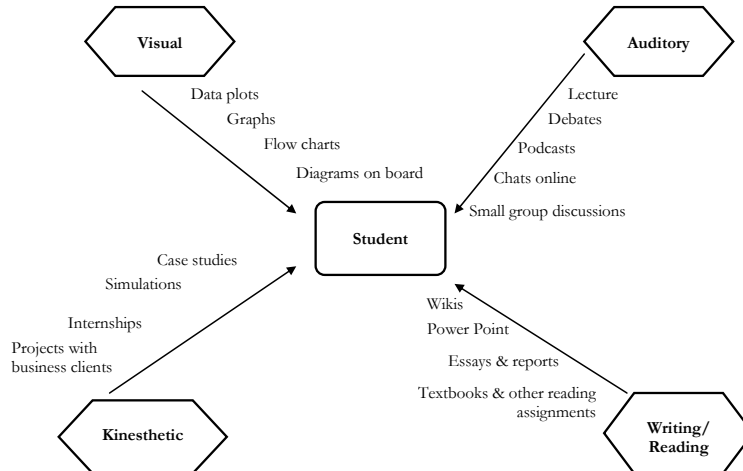 Visual
Auditory
Data plots
Graphs
Flow charts
Diagrams on board
Lecture
Debates
Podcasts
Chats online
Small group discussions
Student
Case studies
Simulations
Internships
Projects with
business clients
Wikis
Power Point
Essays & reports
Textbooks & other reading
assignments
Kinesthetic
Writing/
Reading